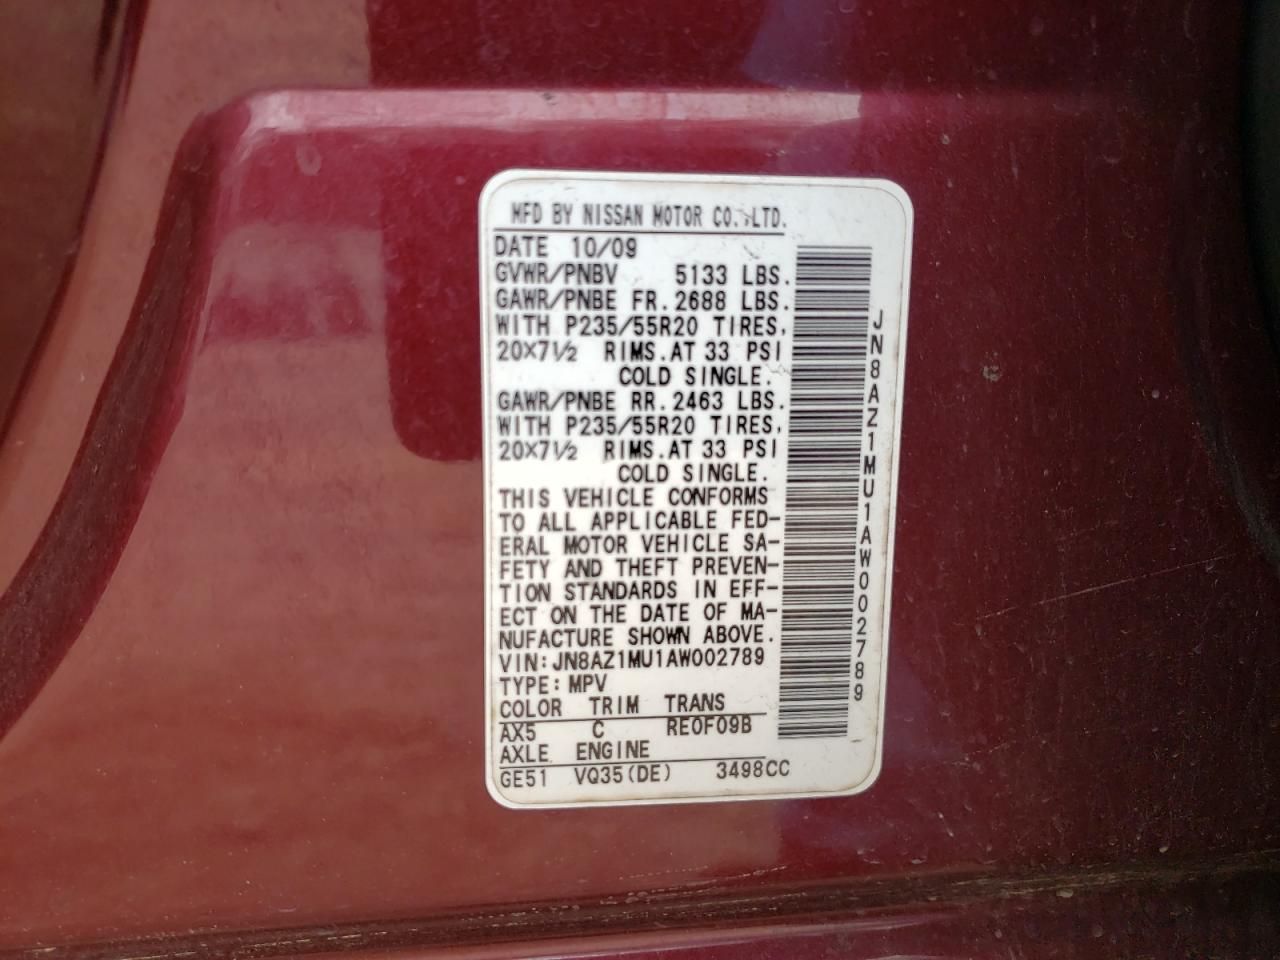 MFD BY NISSAN MOTOR CO.,LTD.
DATE 10/09
GVWR/PNBV 5133 LBS.
GAWR/PNBE FR.2688 LBS.
WITH P235/55R20 TIRES,
20×7½ RIMS.AT 33 PSI
COLD SINGLE.
GAWR/PNBE RR.2463 LBS.
WITH P235/55R20 TIRES,
20×7½ RIMS.AT 33 PSI
COLD SINGLE.
THIS VEHICLE CONFORMS
TO ALL APPLICABLE FED-
ERAL MOTOR VEHICLE SA-
FETY AND THEFT PREVEN-
TION STANDARDS IN EFF-
ECT ON THE DATE OF MA-
NUFACTURE SHOWN ABOVE.
VIN:JN8AZ1MU1AW002789
TYPE:MPV
COLOR TRIM TRANS
AX5 C RE0F09B
AXLE ENGINE
GE51 VQ35(DE) 3498CC
JN8AZ1MU1AW002789